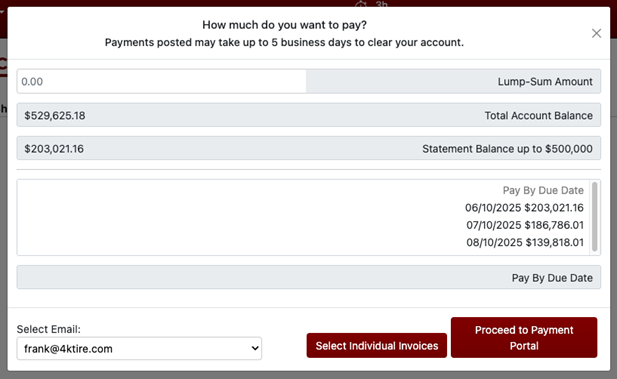 3h
How much do you want to pay?
Payments posted may take up to 5 business days to clear your account.
0.00 Lump-Sum Amount
$529,625.18 Total Account Balance
$203,021.16 Statement Balance up to $500,000
Pay By Due Date
06/10/2025 $203,021.16
07/10/2025 $186,786.01
08/10/2025 $139,818.01
Pay By Due Date
Select Email:
frank@4ktire.com
Select Individual Invoices
Proceed to Payment
Portal